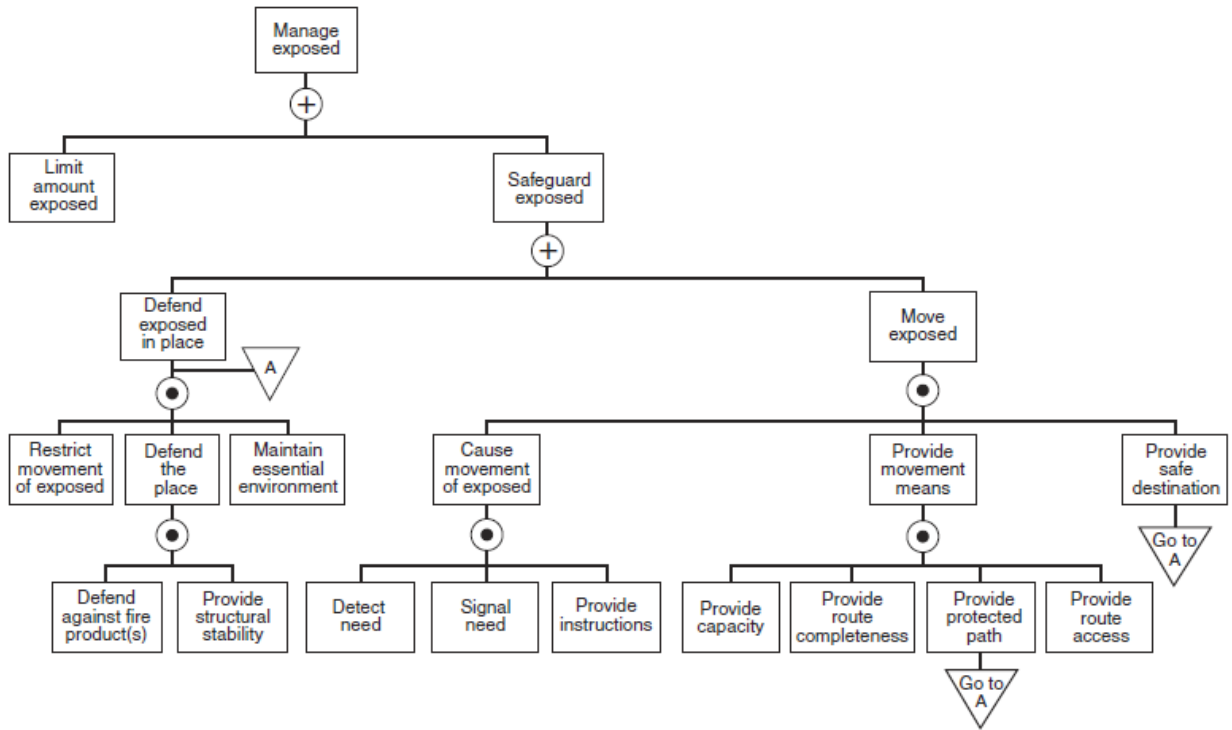 Manage
exposed
+
Limit
amount
exposed
Safeguard
exposed
+
Defend
exposed
in place
A
Move
exposed
Restrict
movement
of exposed
Defend
the
place
Maintain
essential
environment
Cause
movement
of exposed
Provide
movement
means
Provide
safe
destination
Go to
A
Defend
against fire
product(s)
Provide
structural
stability
Detect
need
Signal
need
Provide
instructions
Provide
capacity
Provide
route
completeness
Provide
protected
path
Provide
route
access
Go to
A